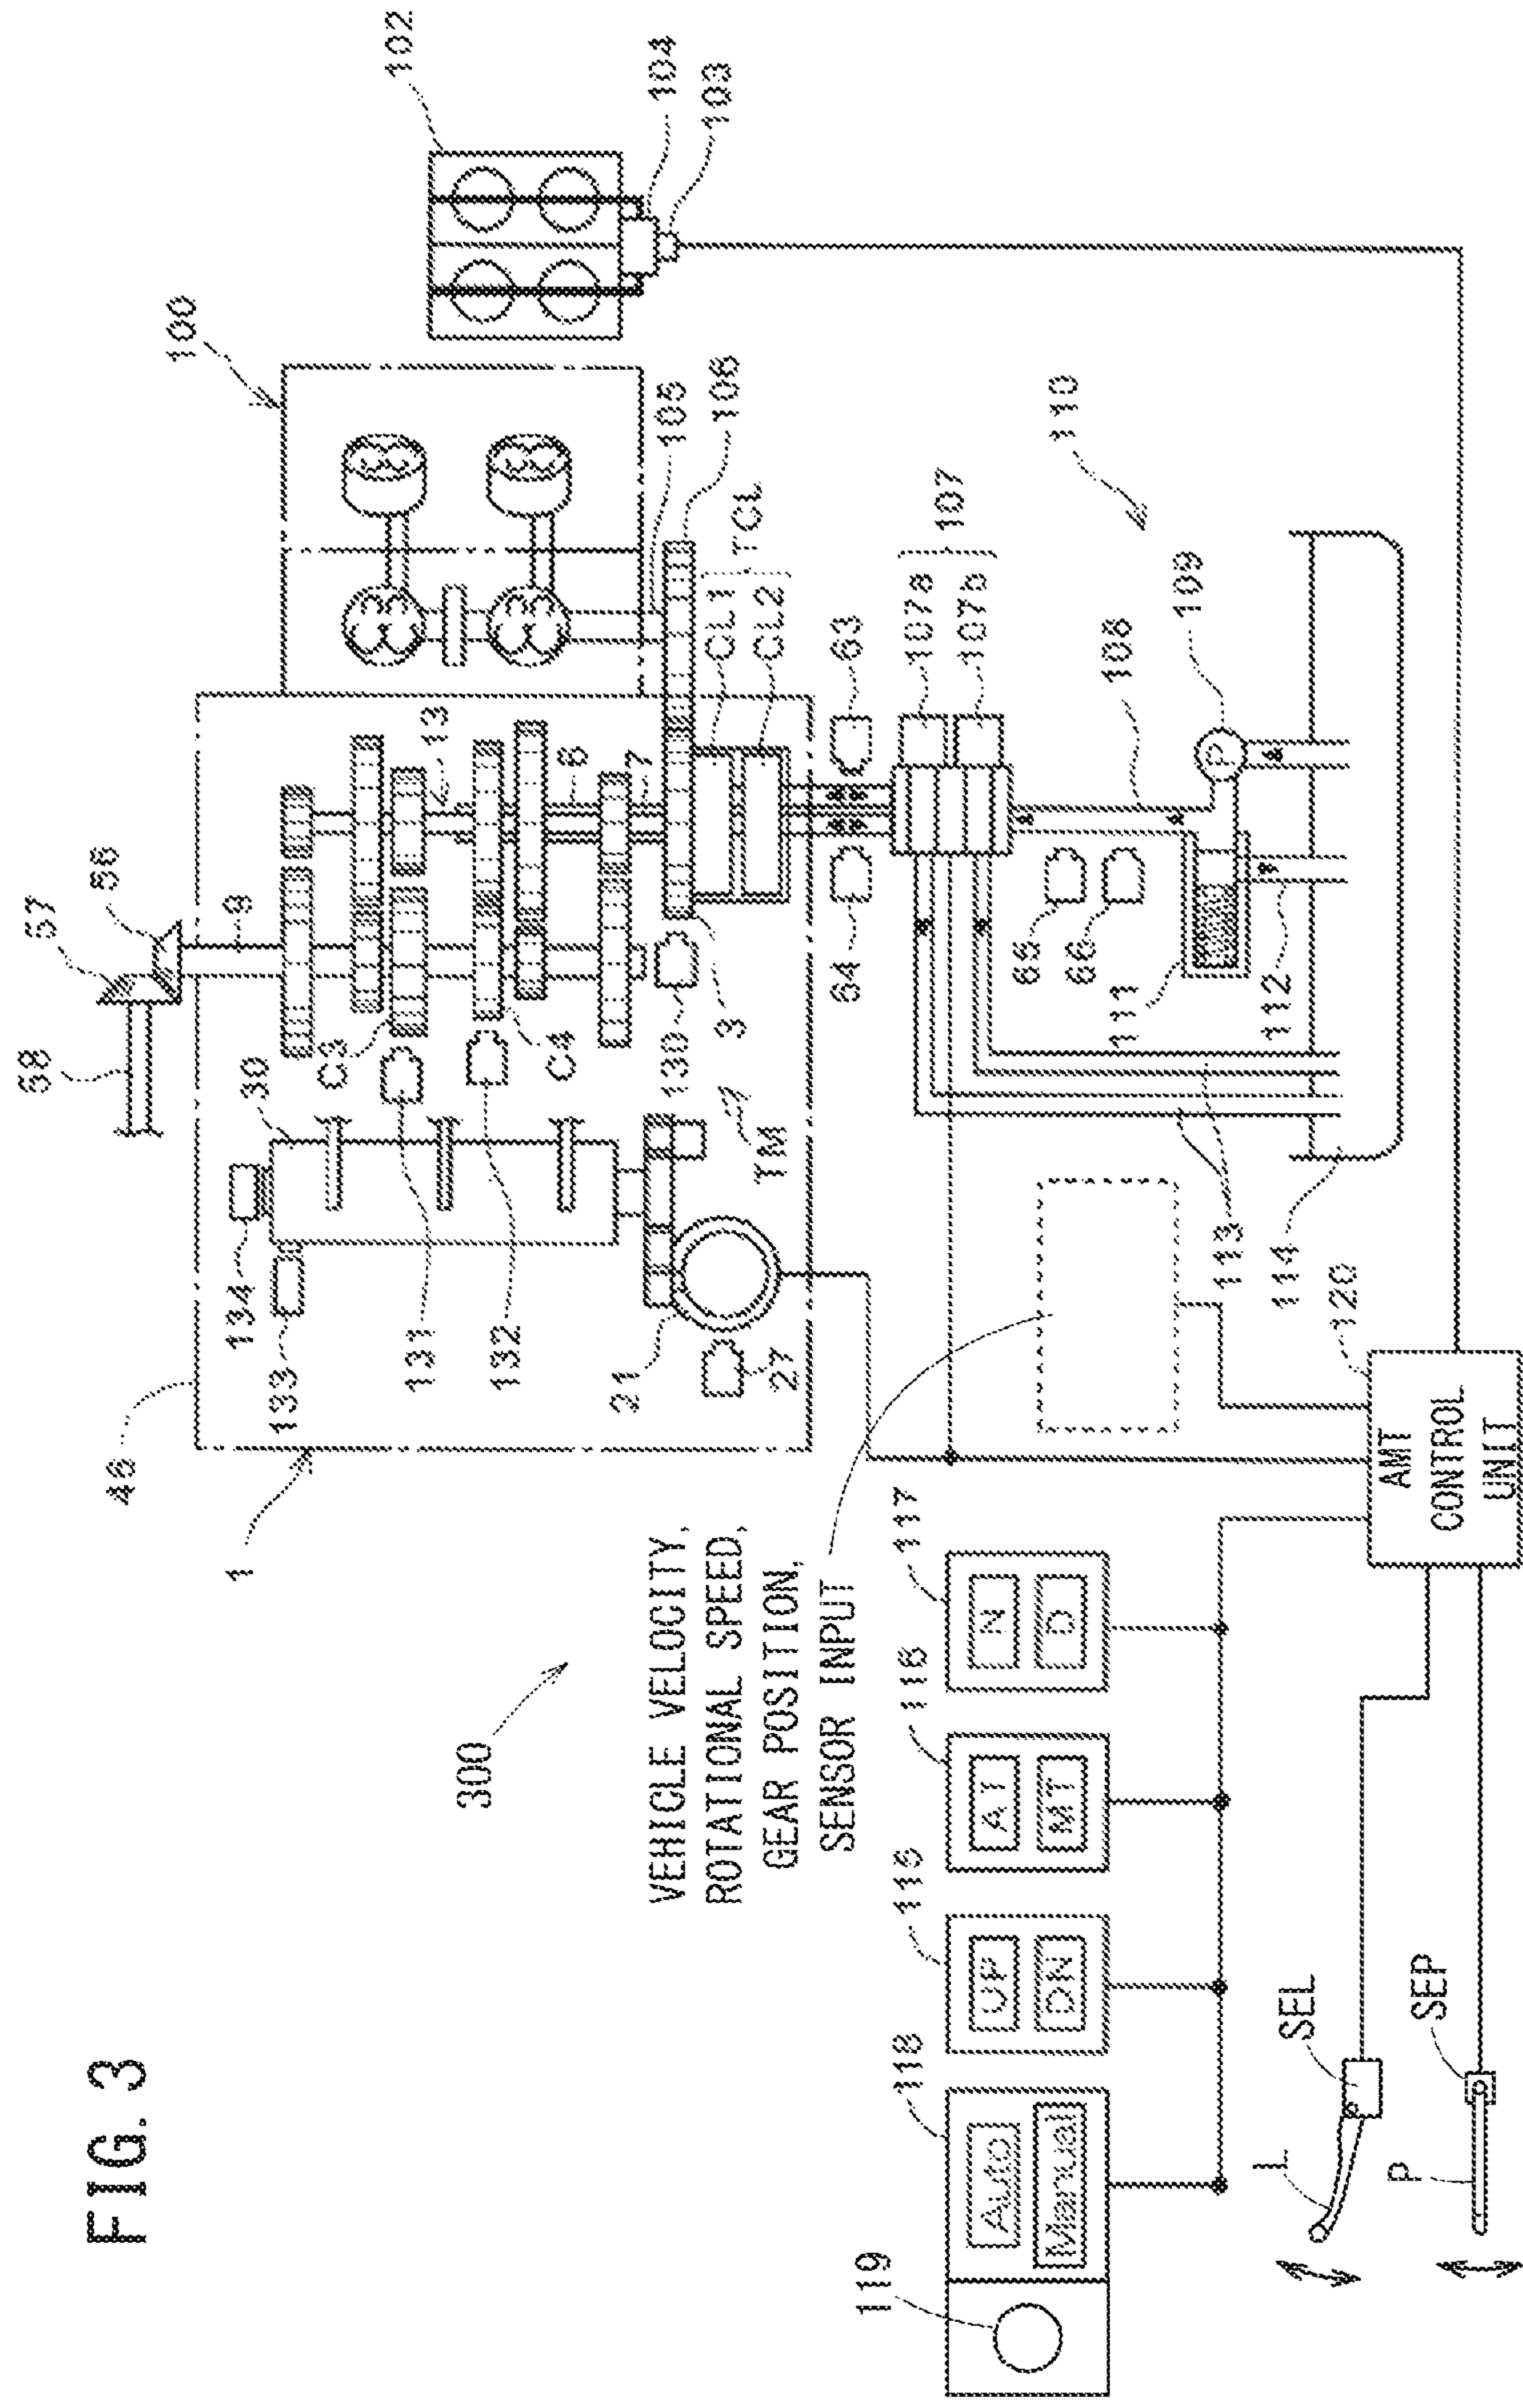 FIG. 3
58
57
56
9
46
1
134
133
30
C3
131
132
C4
21
27
TM
130
3
13
6
7
100
102
104
103
105
106
CL1
CL2
TCL
300
VEHICLE VELOCITY,
ROTATIONAL SPEED,
GEAR POSITION,
SENSOR INPUT
64
63
107a
107b
107
65
66
108
109
110
P
111
112
113
114
119
118
Auto
Manual
115
UP
DN
116
AT
MT
117
N
D
120
AMT
CONTROL
UNIT
L
SEL
P
SEP